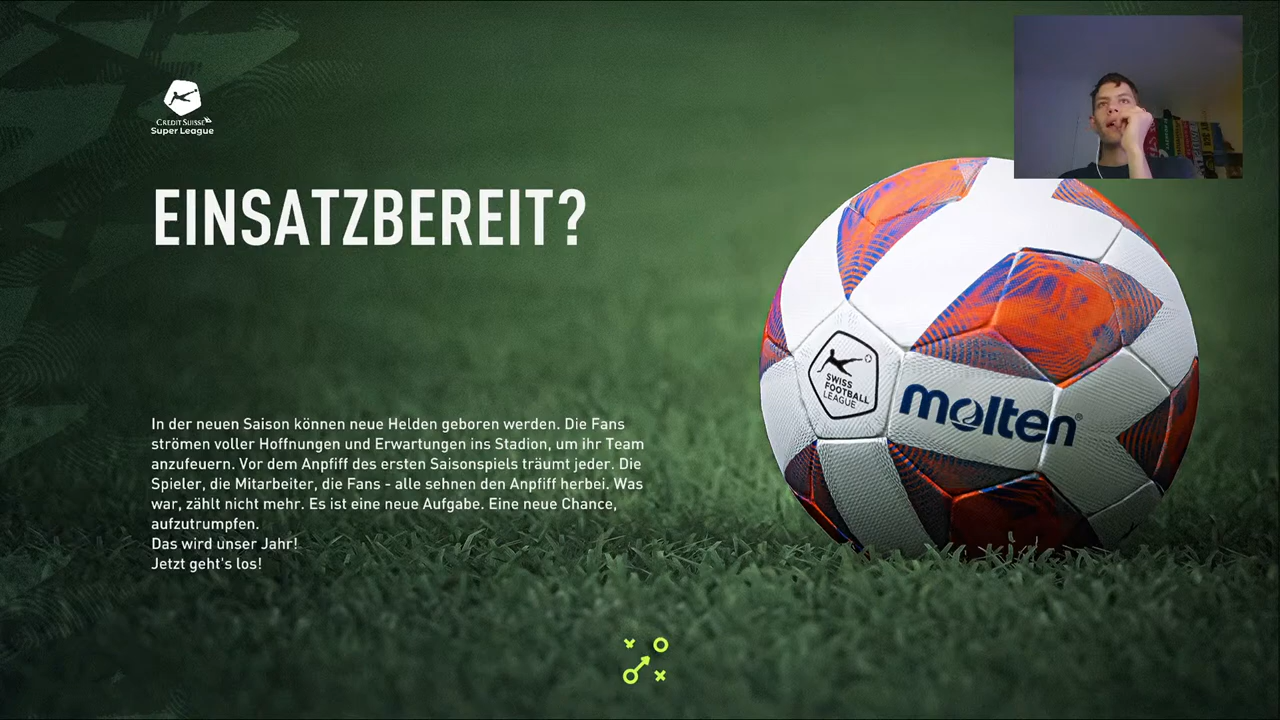 CREDIT SUISSE
Super League
EINSATZBEREIT?
In der neuen Saison können neue Helden geboren werden. Die Fans
strömen voller Hoffnungen und Erwartungen ins Stadion, um ihr Team
anzufeuern. Vor dem Anpfiff des ersten Saisonspiels träumt jeder. Die
Spieler, die Mitarbeiter, die Fans - alle sehnen den Anpfiff herbei. Was
war, zählt nicht mehr. Es ist eine neue Aufgabe. Eine neue Chance,
aufzutrumpfen.
Das wird unser Jahr!
Jetzt geht's los!
SWISS
FOOTBALL
LEAGUE
molten®